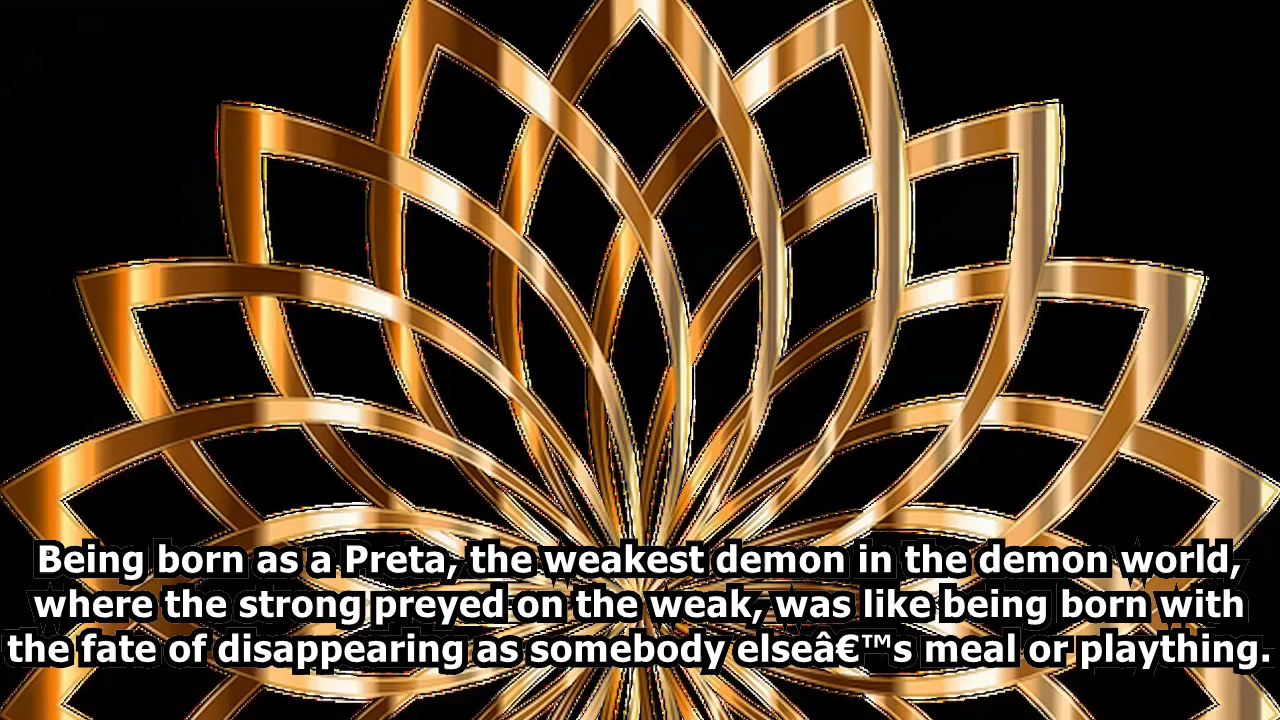 Being born as a Preta, the weakest demon in the demon world,
where the strong preyed on the weak, was like being born with
the fate of disappearing as somebody elseâ€™s meal or plaything.